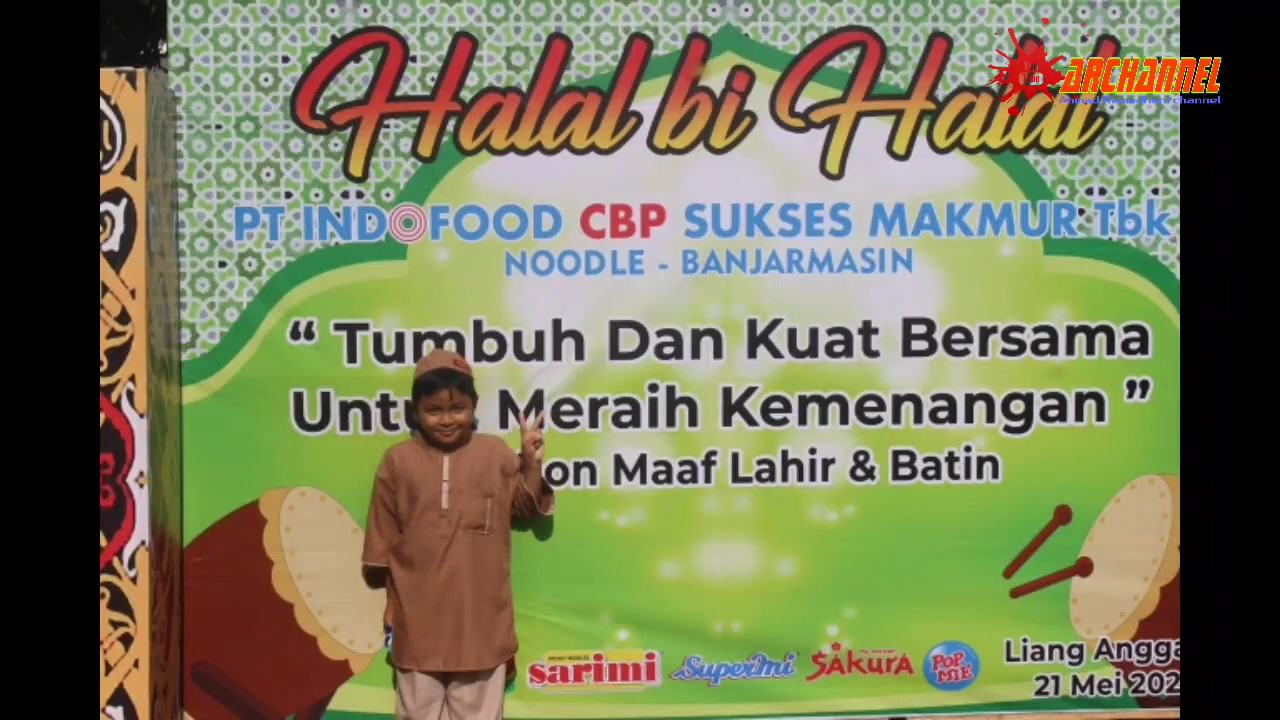 Halal bi Halal
ARCHANNEL
PT INDOFOOD CBP SUKSES MAKMUR Tbk
NOODLE - BANJARMASIN
“ Tumbuh Dan Kuat Bersama
Meraih Kemenangan ”
Maaf Lahir & Batin
sarimi SuperMi SAKURA POP MIE
Liang Angga
21 Mei 202